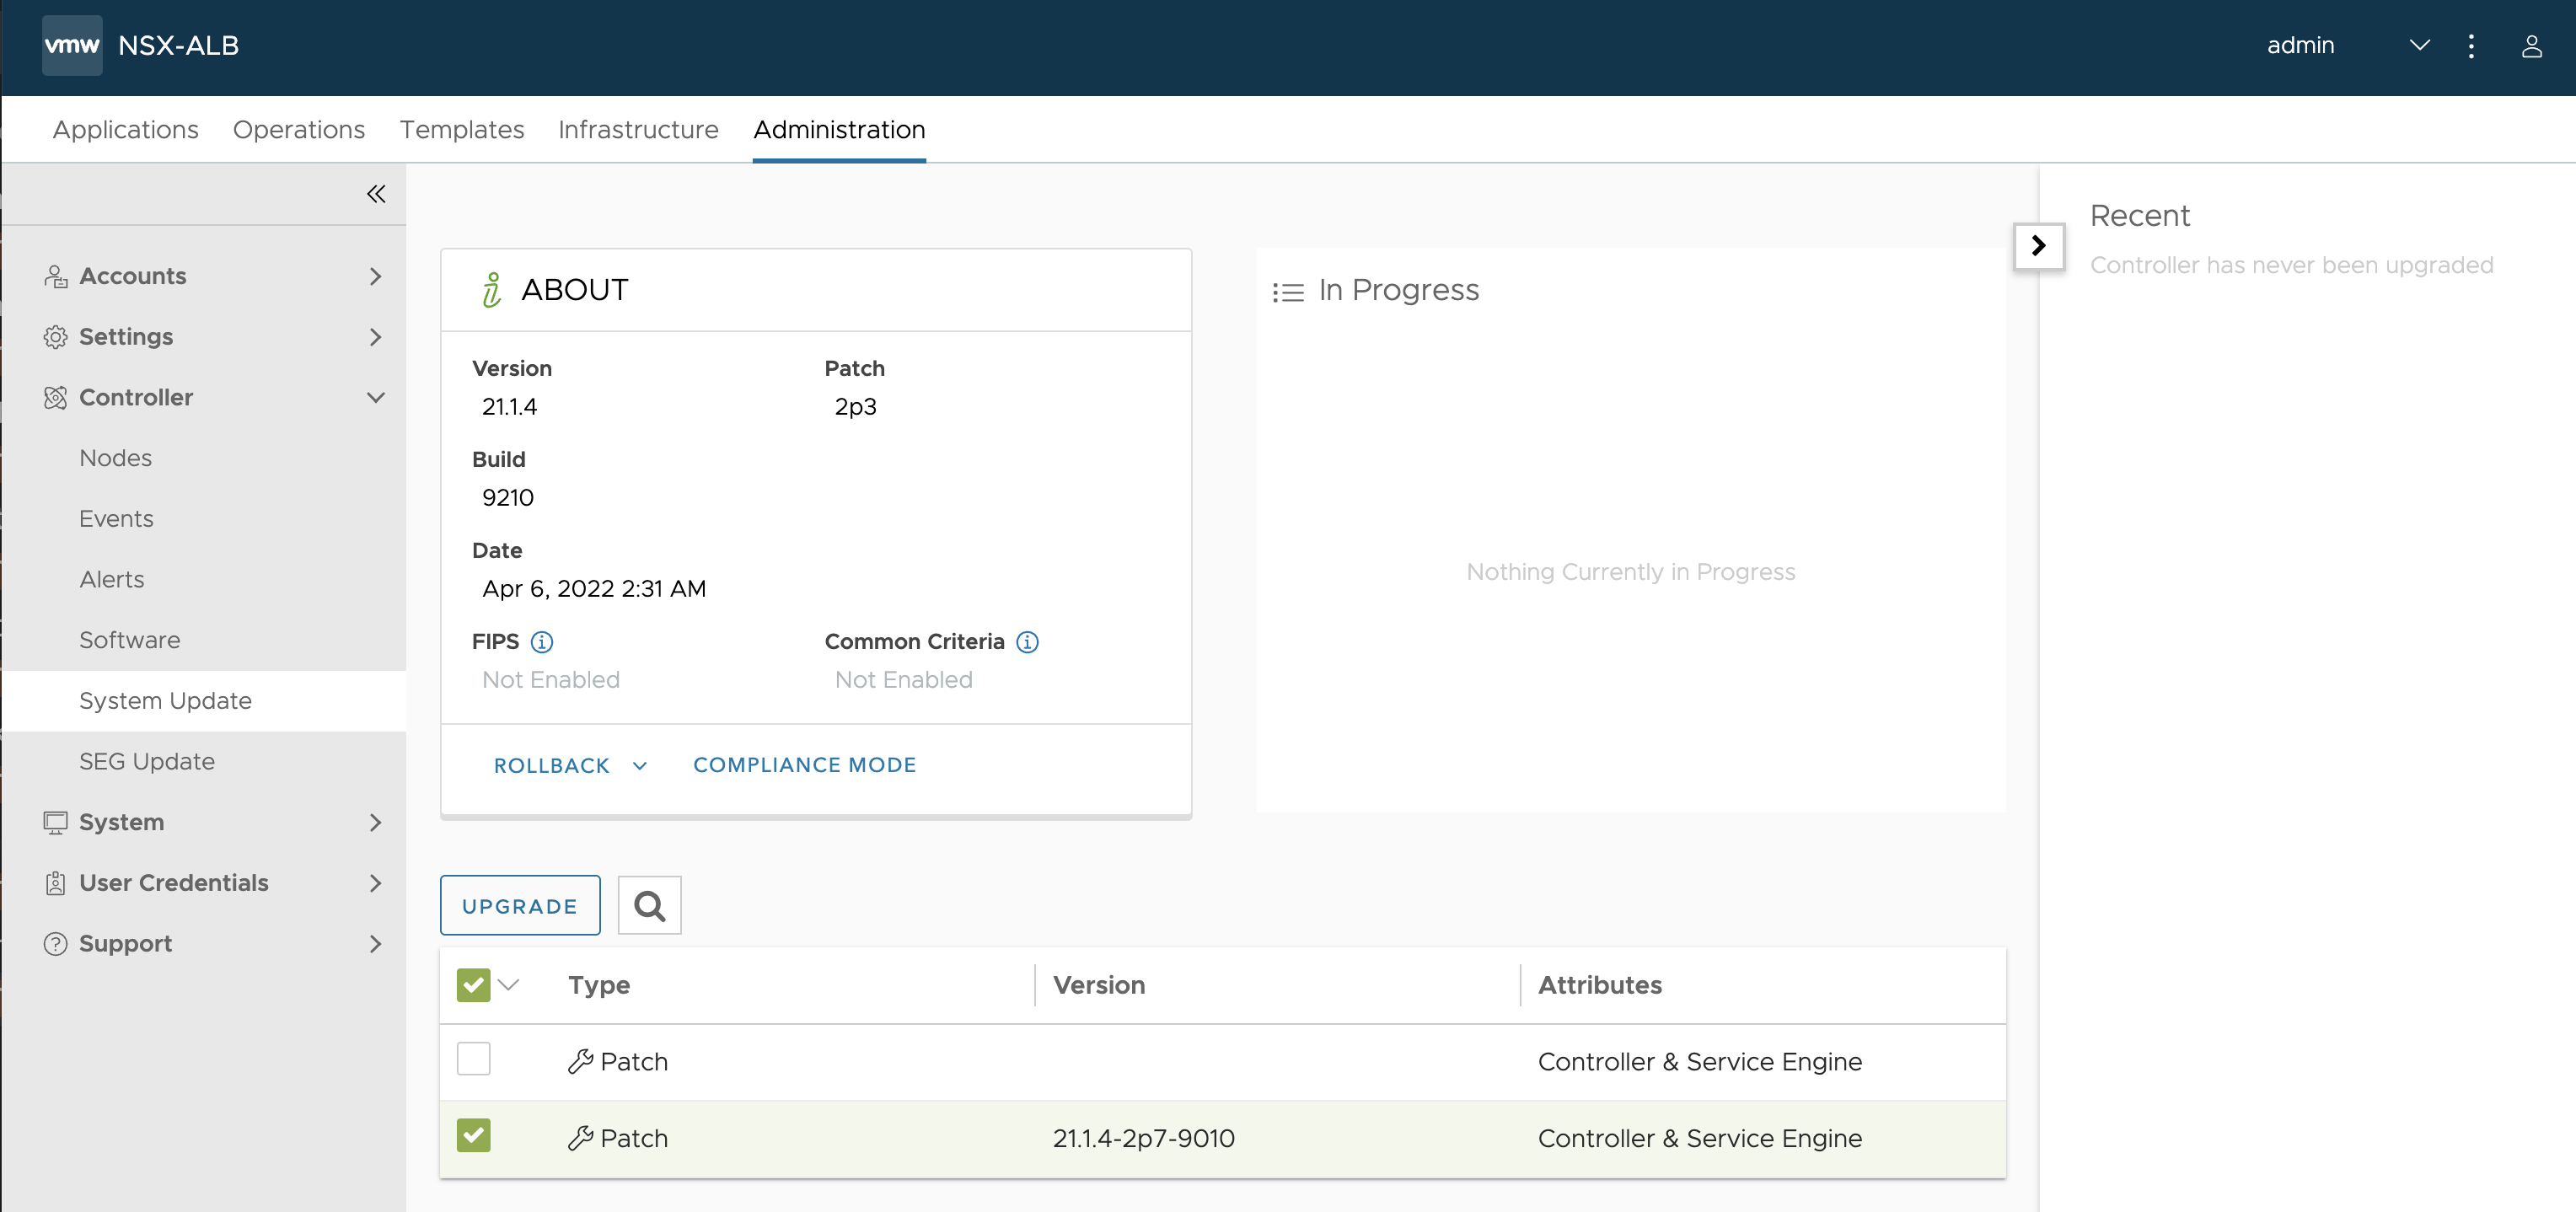 vmw NSX-ALB
admin
Applications Operations Templates Infrastructure Administration
Accounts
Settings
Controller
Nodes
Events
Alerts
Software
System Update
SEG Update
System
User Credentials
Support
ABOUT
Version Patch
21.1.4 2p3
Build
9210
Date
Apr 6, 2022 2:31 AM
FIPS Common Criteria
Not Enabled Not Enabled
ROLLBACK COMPLIANCE MODE
In Progress
Nothing Currently in Progress
Recent
Controller has never been upgraded
UPGRADE
Type Version Attributes
Patch Controller & Service Engine
Patch 21.1.4-2p7-9010 Controller & Service Engine